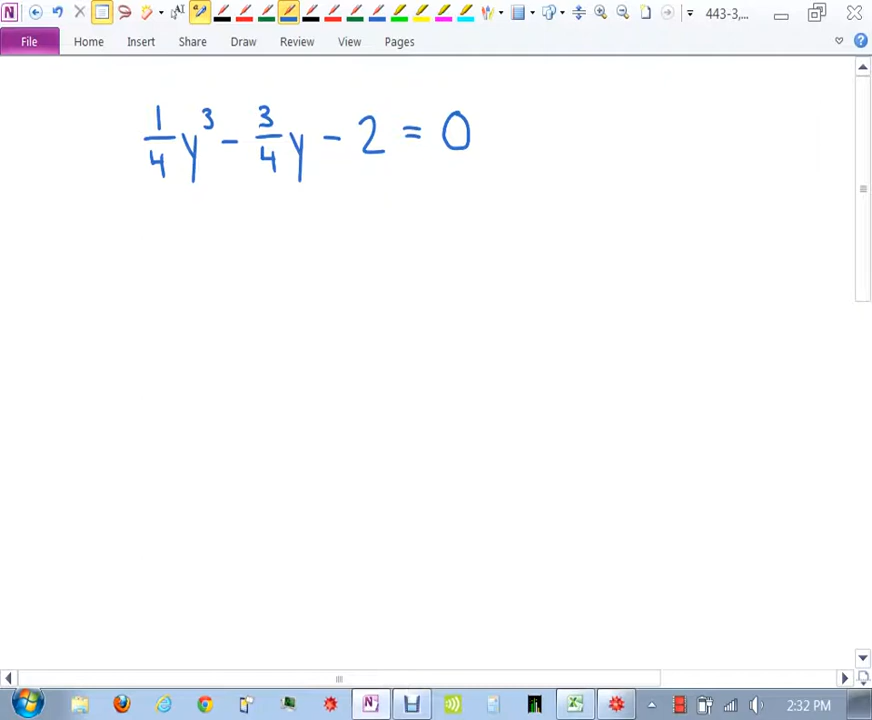 443-3,...
File Home Insert Share Draw Review View Pages
1/4 y³ - 3/4 y - 2 = 0
2:32 PM